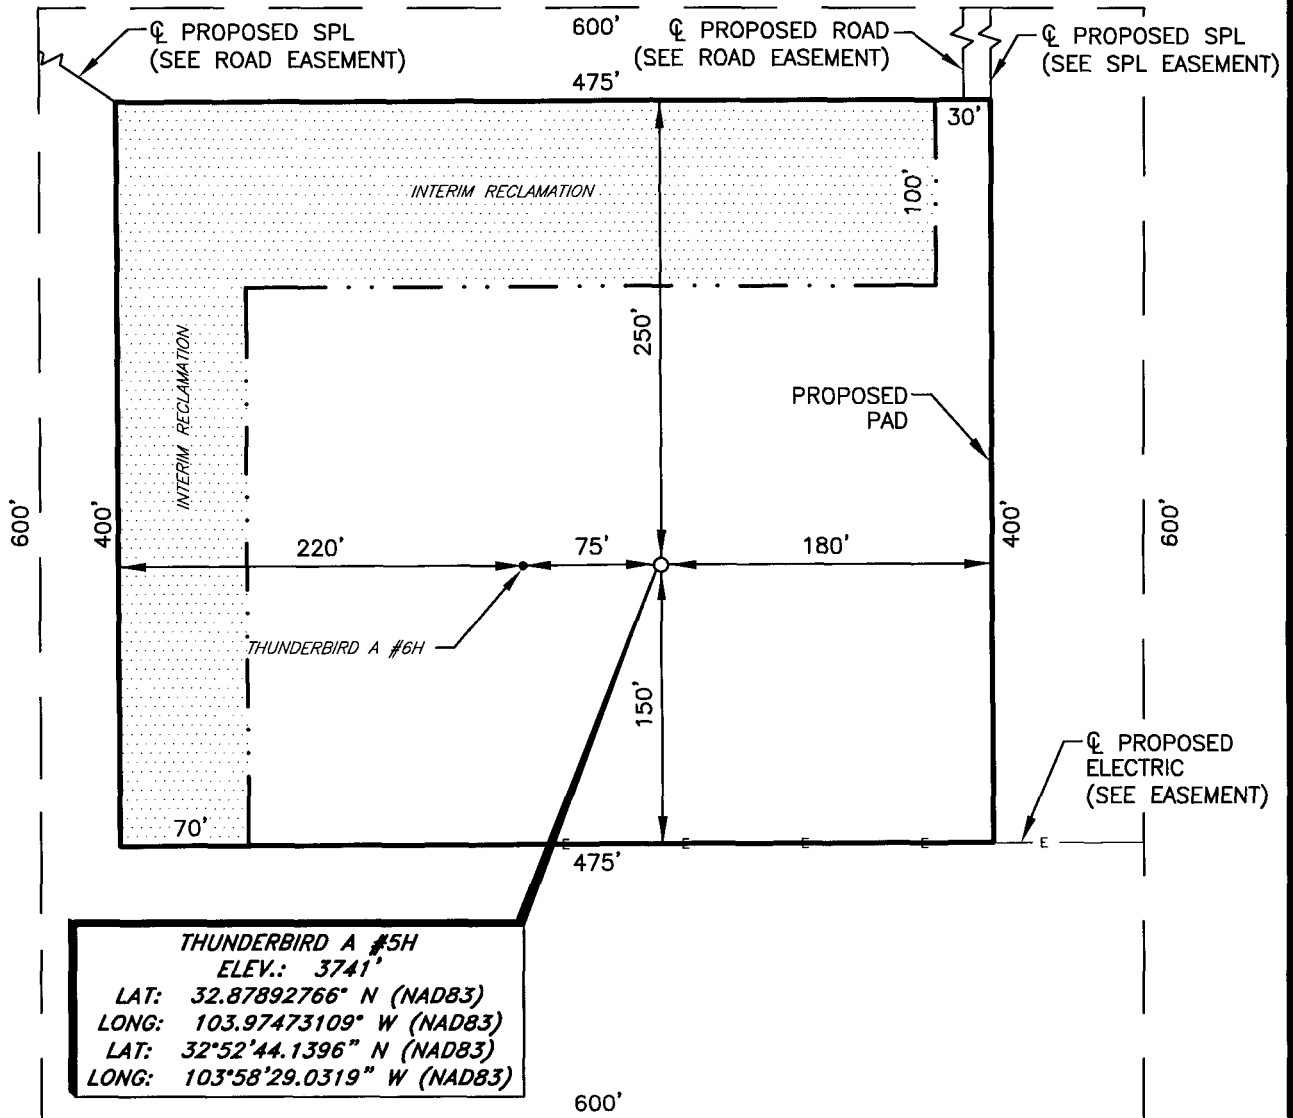 ℄ PROPOSED SPL
(SEE ROAD EASEMENT)
600'
℄ PROPOSED ROAD
(SEE ROAD EASEMENT)
℄ PROPOSED SPL
(SEE SPL EASEMENT)
475'
30'
INTERIM RECLAMATION
100'
250'
INTERIM RECLAMATION
PROPOSED
PAD
600'
400'
220'
75'
180'
400'
600'
THUNDERBIRD A #6H
150'
℄ PROPOSED
ELECTRIC
(SEE EASEMENT)
70'
E E E E E
475'
THUNDERBIRD A #5H
ELEV.: 3741'
LAT: 32.87892766° N (NAD83)
LONG: 103.97473109° W (NAD83)
LAT: 32°52'44.1396" N (NAD83)
LONG: 103°58'29.0319" W (NAD83)
600'